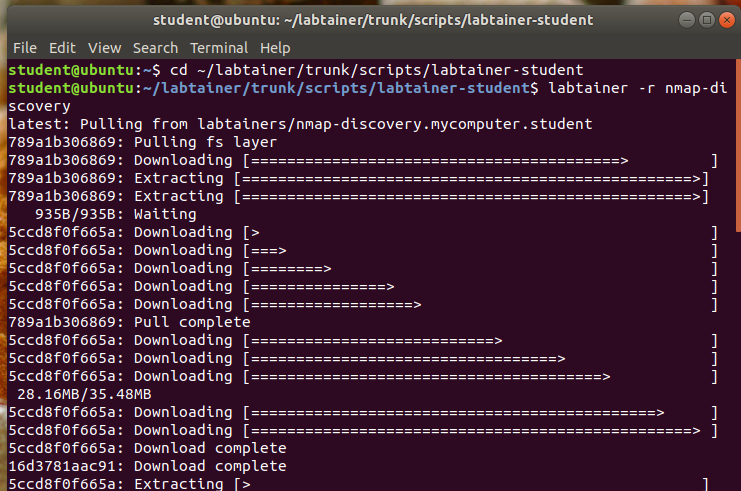 student@ubuntu: ~/labtainer/trunk/scripts/labtainer-student
File Edit View Search Terminal Help
student@ubuntu:~$ cd ~/labtainer/trunk/scripts/labtainer-student
student@ubuntu:~/labtainer/trunk/scripts/labtainer-student$ labtainer -r nmap-di
scovery
latest: Pulling from labtainers/nmap-discovery.mycomputer.student
789a1b306869: Pulling fs layer
789a1b306869: Downloading [=========================================>         ]
789a1b306869: Extracting [==================================================>]
789a1b306869: Extracting [==================================================>]
   935B/935B: Waiting
5ccd8f0f665a: Downloading [>                                                  ]
5ccd8f0f665a: Downloading [===>                                               ]
5ccd8f0f665a: Downloading [========>                                          ]
5ccd8f0f665a: Downloading [===============>                                   ]
5ccd8f0f665a: Downloading [==================>                                ]
789a1b306869: Pull complete
5ccd8f0f665a: Downloading [===========================>                       ]
5ccd8f0f665a: Downloading [==================================>                ]
5ccd8f0f665a: Downloading [=======================================>           ]
 28.16MB/35.48MB
5ccd8f0f665a: Downloading [=============================================>     ]
5ccd8f0f665a: Downloading [=================================================> ]
5ccd8f0f665a: Download complete
16d3781aac91: Download complete
5ccd8f0f665a: Extracting [>                                                  ]